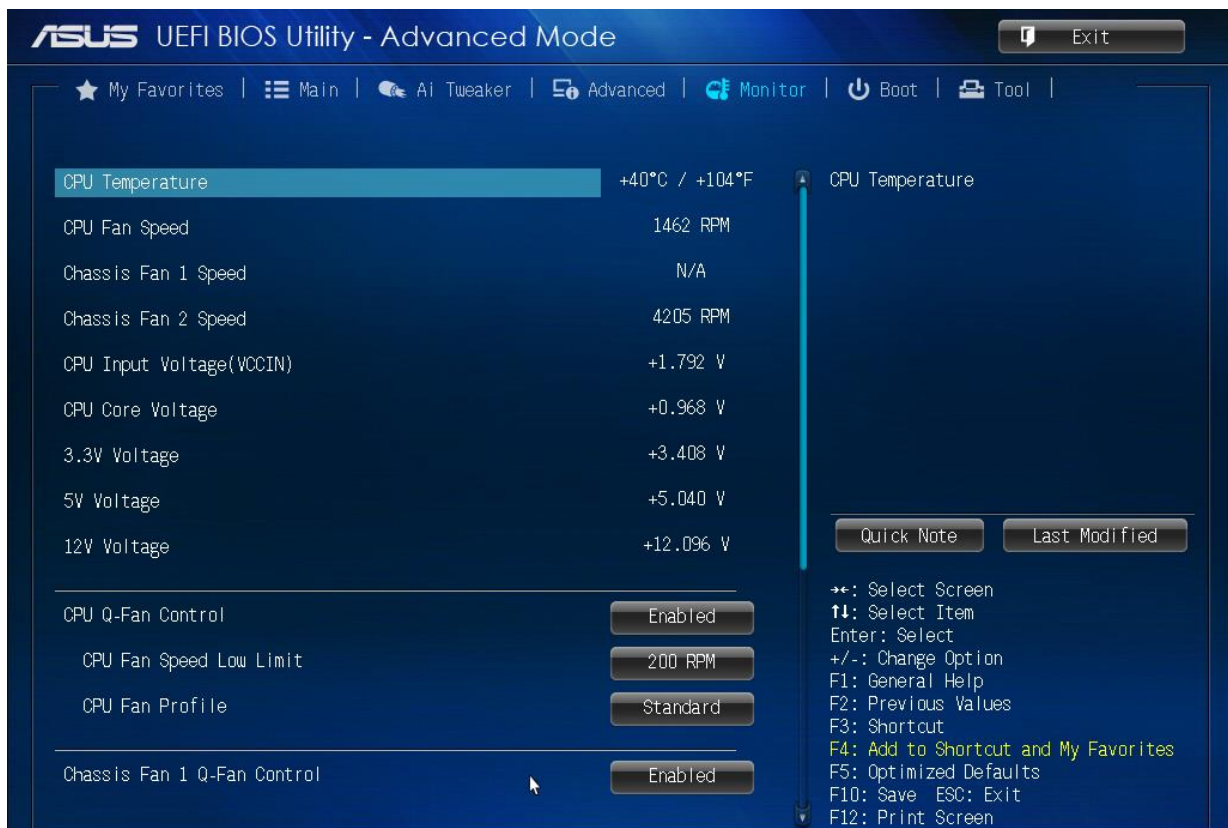 ASUS UEFI BIOS Utility - Advanced Mode
Exit
My Favorites | Main | Ai Tweaker | Advanced | Monitor | Boot | Tool |
CPU Temperature +40°C / +104°F
CPU Temperature
CPU Fan Speed 1462 RPM
Chassis Fan 1 Speed N/A
Chassis Fan 2 Speed 4205 RPM
CPU Input Voltage(VCCIN) +1.792 V
CPU Core Voltage +0.968 V
3.3V Voltage +3.408 V
5V Voltage +5.040 V
12V Voltage +12.096 V
CPU Q-Fan Control Enabled
CPU Fan Speed Low Limit 200 RPM
CPU Fan Profile Standard
Chassis Fan 1 Q-Fan Control Enabled
Quick Note Last Modified
→←: Select Screen
↑↓: Select Item
Enter: Select
+/-: Change Option
F1: General Help
F2: Previous Values
F3: Shortcut
F4: Add to Shortcut and My Favorites
F5: Optimized Defaults
F10: Save ESC: Exit
F12: Print Screen